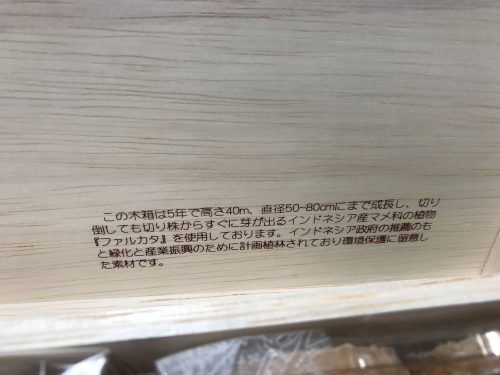 この木箱は5年で高さ40m、直径50-80cmにまで成長し、切り
倒しても切り株からすぐに芽が出るインドネシア産マメ科の植物
『ファルカタ』を使用しております。インドネシア政府の推薦のも
と緑化と産業振興のために計画植林されており環境保護に留意し
た素材です。